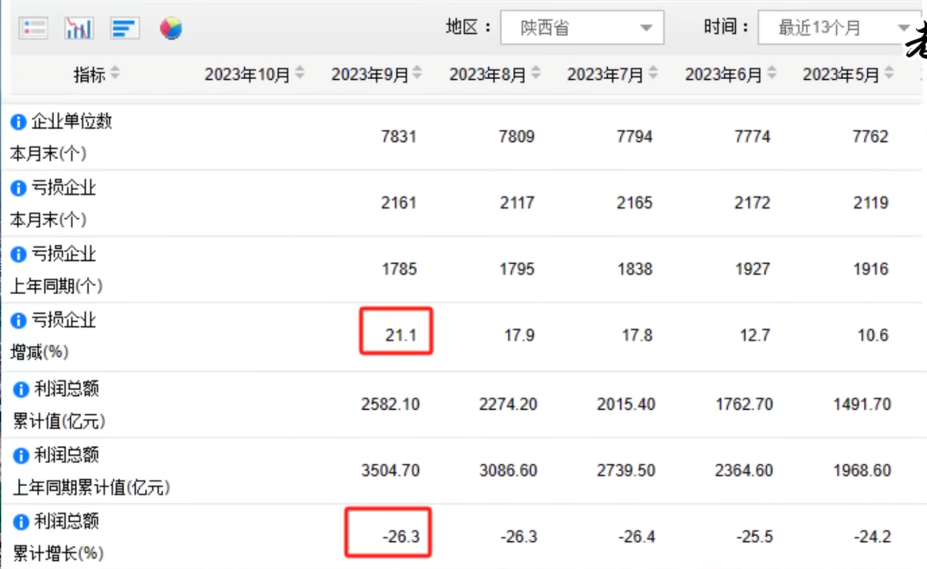 地区： 陕西省 时间： 最近13个月
指标 2023年10月 2023年9月 2023年8月 2023年7月 2023年6月 2023年5月
企业单位数
本月末(个) 7831 7809 7794 7774 7762
亏损企业
本月末(个) 2161 2117 2165 2172 2119
亏损企业
上年同期(个) 1785 1795 1838 1927 1916
亏损企业
增减(%) 21.1 17.9 17.8 12.7 10.6
利润总额
累计值(亿元) 2582.10 2274.20 2015.40 1762.70 1491.70
利润总额
上年同期累计值(亿元) 3504.70 3086.60 2739.50 2364.60 1968.60
利润总额
累计增长(%) -26.3 -26.3 -26.4 -25.5 -24.2